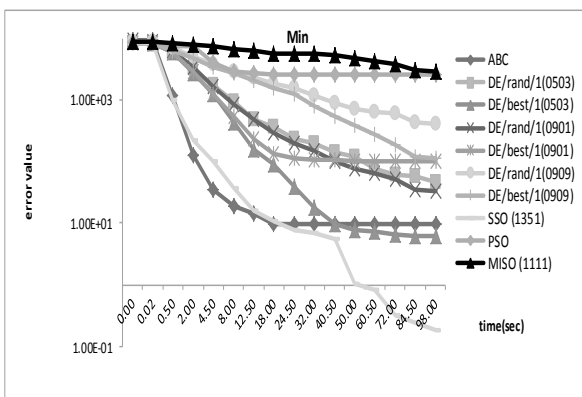 Min
1.00E+03
1.00E+01
1.00E-01
error value
0.00
0.02
0.50
2.00
4.50
8.00
12.50
18.00
24.50
32.00
40.50
50.00
60.50
72.00
84.50
98.00
time(sec)
ABC
DE/rand/1(0503)
DE/best/1(0503)
DE/rand/1(0901)
DE/best/1(0901)
DE/rand/1(0909)
DE/best/1(0909)
SSO (1351)
PSO
MISO (1111)